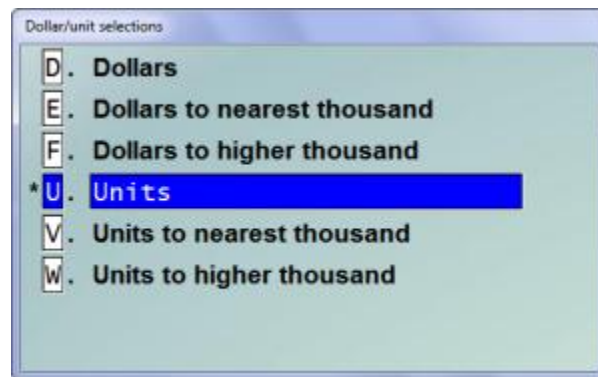 Dollar/unit selections
D. Dollars
E. Dollars to nearest thousand
F. Dollars to higher thousand
*U. Units
V. Units to nearest thousand
W. Units to higher thousand